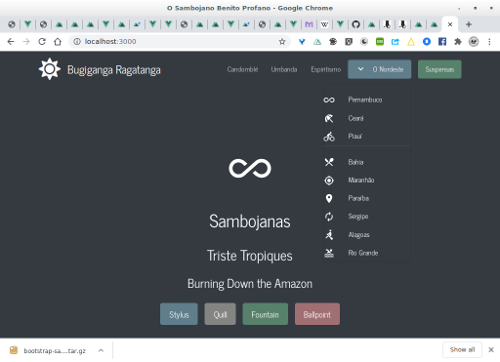 O Sambojano Benito Profano - Google Chrome
localhost:3000
Bugiganga Ragatanga
Candomblé Umbanda Espiritismo O Nordeste Suspensas
Pernambuco
Ceará
Piauí
Bahia
Maranhão
Paraíba
Sergipe
Alagoas
Rio Grande
Sambojanas
Triste Tropiques
Burning Down the Amazon
Stylus Quill Fountain Ballpoint
bootstrap-sa....tar.gz Show all